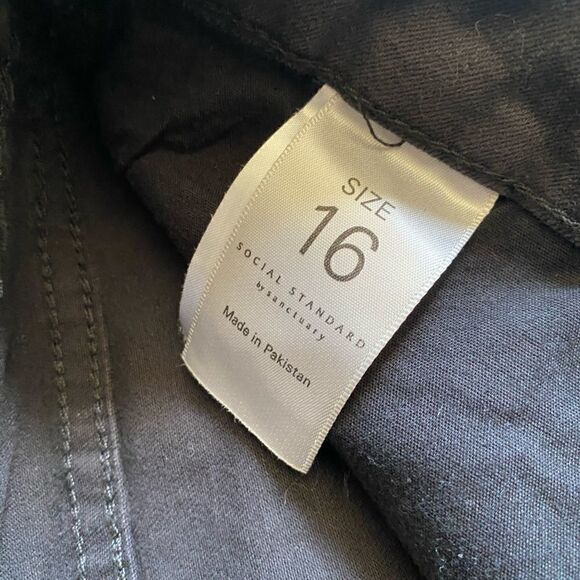 SIZE
16
SOCIAL STANDARD
by sanctuary
Made in Pakistan